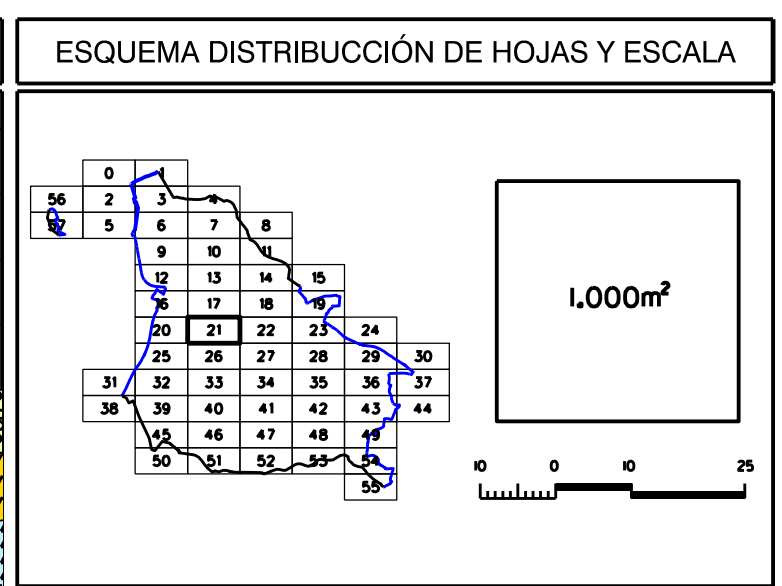 ESQUEMA DISTRIBUCCIÓN DE HOJAS Y ESCALA
0 1
56 2 3 4
57 5 6 7 8
9 10 11
12 13 14 15
16 17 18 19
20 21 22 23 24
25 26 27 28 29 30
31 32 33 34 35 36 37
38 39 40 41 42 43 44
45 46 47 48 49
50 51 52 53 54
55
1.000m²
10 0 10 25